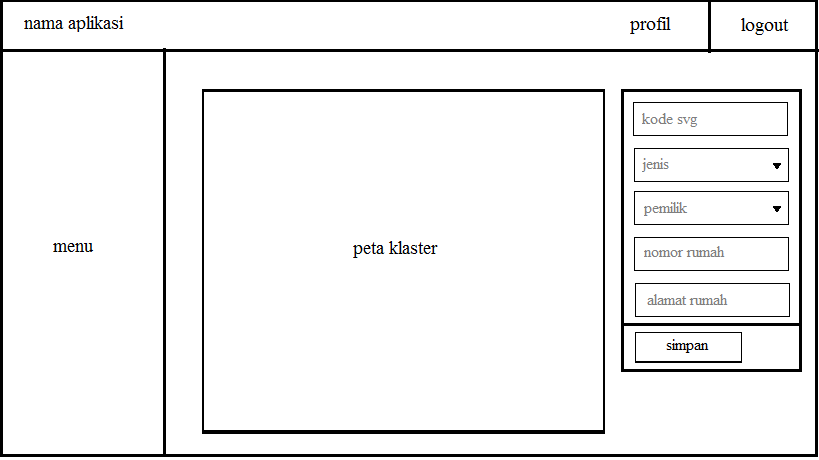 nama aplikasi
profil
logout
menu
peta klaster
kode svg
jenis
pemilik
nomor rumah
alamat rumah
simpan